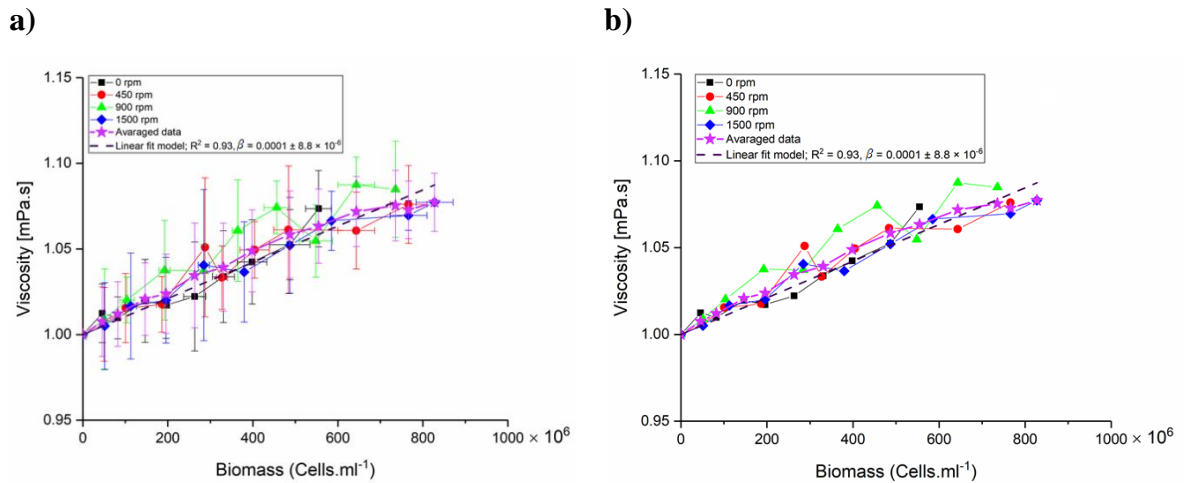 a)
1.15
1.10
1.05
1.00
0.95
Viscosity [mPa.s]
0 rpm
450 rpm
900 rpm
1500 rpm
Avaraged data
Linear fit model; R² = 0.93, β = 0.0001 ± 8.8 × 10⁻⁶
0 200 400 600 800 1000 × 10⁶
Biomass (Cells.ml⁻¹)
b)
1.15
1.10
1.05
1.00
0.95
Viscosity [mPa.s]
0 rpm
450 rpm
900 rpm
1500 rpm
Avaraged data
Linear fit model; R² = 0.93, β = 0.0001 ± 8.8 × 10⁻⁶
0 200 400 600 800 1000 × 10⁶
Biomass (Cells.ml⁻¹)